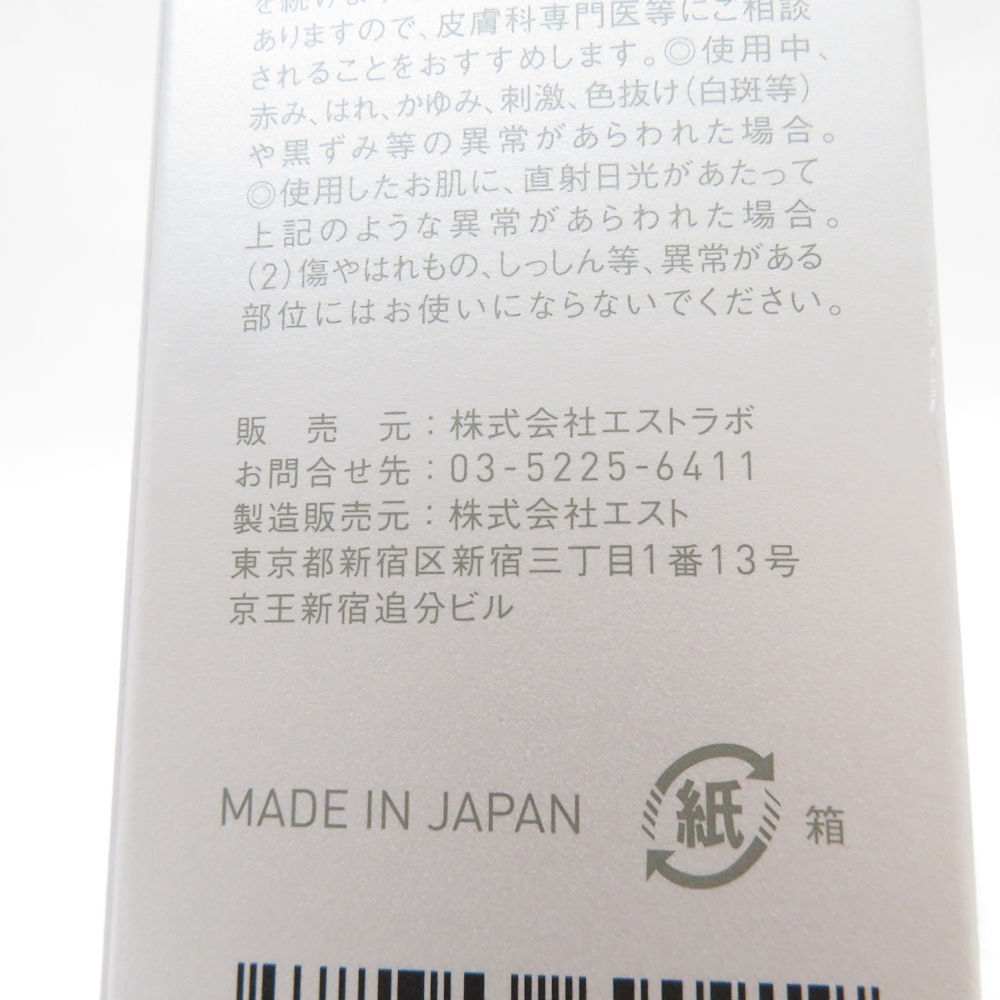 を続けます
ありますので、皮膚科専門医等にご相談
されることをおすすめします。◎使用中、
赤み、はれ、かゆみ、刺激、色抜け(白斑等)
や黒ずみ等の異常があらわれた場合。
◎使用したお肌に、直射日光があたって
上記のような異常があらわれた場合。
(2)傷やはれもの、しっしん等、異常がある
部位にはお使いにならないでください。
販売元：株式会社エストラボ
お問合せ先：03-5225-6411
製造販売元：株式会社エスト
東京都新宿区新宿三丁目1番13号
京王新宿追分ビル
MADE IN JAPAN
紙 箱